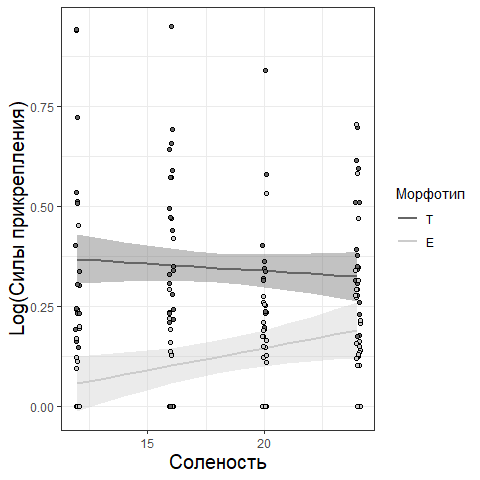 Log(Силы прикрепления)
0.75
0.50
0.25
0.00
15
20
Соленость
Морфотип
T
E